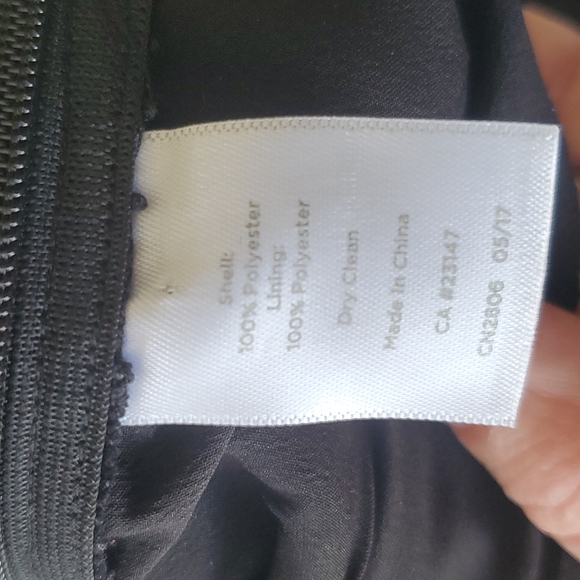 Shell:
100% Polyester
Lining:
100% Polyester
Dry Clean
Made In China
CA #23147
CN2806 05/17